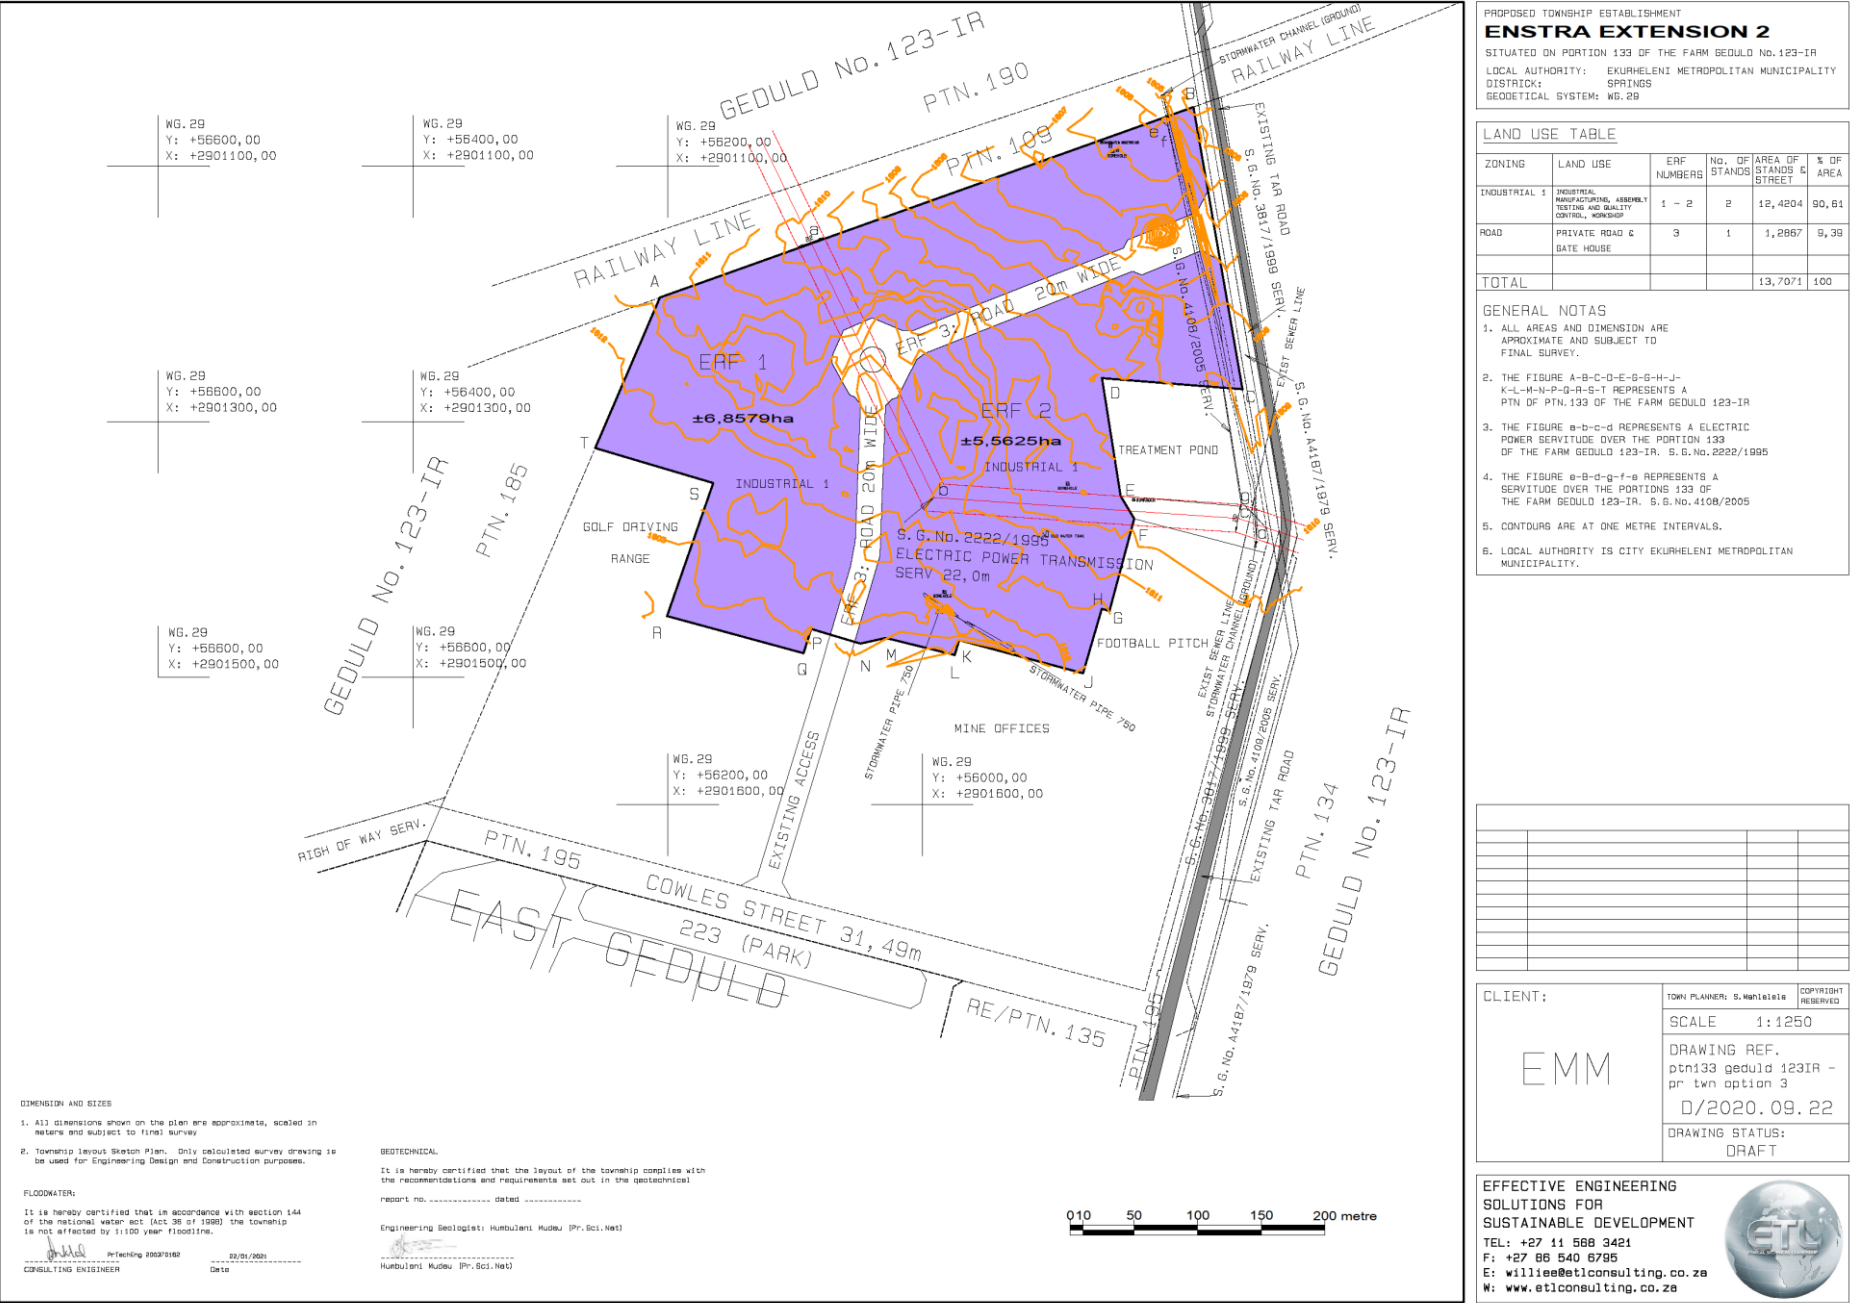 PROPOSED TOWNSHIP ESTABLISHMENT
ENSTRA EXTENSION 2
SITUATED ON PORTION 133 OF THE FARM GEDULD No.123-IR
LOCAL AUTHORITY: EKURHELENI METROPOLITAN MUNICIPALITY
DISTRICK: SPRINGS
GEODETICAL SYSTEM: WG.29
LAND USE TABLE
ZONING LAND USE ERF NUMBERS No. OF STANDS AREA OF STANDS & STREET % OF AREA
INDUSTRIAL 1 INDUSTRIAL MANUFACTURING, ASSEMBLY TESTING AND QUALITY CONTROL, WORKSHOP 1 - 2 2 12,4204 90,61
ROAD PRIVATE ROAD & GATE HOUSE 3 1 1,2867 9,39
TOTAL 13,7071 100
GENERAL NOTAS
1. ALL AREAS AND DIMENSION ARE
APROXIMATE AND SUBJECT TO
FINAL SURVEY.
2. THE FIGURE A-B-C-D-E-G-G-H-J-
K-L-M-N-P-Q-R-S-T REPRESENTS A
PTN OF PTN.133 OF THE FARM GEDULD 123-IR
3. THE FIGURE a-b-c-d REPRESENTS A ELECTRIC
POWER SERVITUDE OVER THE PORTION 133
OF THE FARM GEDULD 123-IR. S.G.No.2222/1995
4. THE FIGURE e-B-d-g-f-e REPRESENTS A
SERVITUDE OVER THE PORTIONS 133 OF
THE FARM GEDULD 123-IR. S.G.No.4108/2005
5. CONTOURS ARE AT ONE METRE INTERVALS.
6. LOCAL AUTHORITY IS CITY EKURHELENI METROPOLITAN
MUNICIPALITY.
CLIENT:
EMM
TOWN PLANNER: S.Mahlalela
COPYRIGHT
RESERVED
SCALE 1:1250
DRAWING REF.
ptn133 geduld 123IR -
pr twn option 3
D/2020.09.22
DRAWING STATUS:
DRAFT
EFFECTIVE ENGINEERING
SOLUTIONS FOR
SUSTAINABLE DEVELOPMENT
TEL: +27 11 568 3421
F: +27 86 540 6795
E: williee@etlconsulting.co.za
W: www.etlconsulting.co.za
ETL
GEDULD No.123-IR
PTN.190
PTN.109
STORMWATER CHANNEL (GROUND)
RAILWAY LINE
RAILWAY LINE
WG.29
Y: +56600,00
X: +2901100,00
WG.29
Y: +56400,00
X: +2901100,00
WG.29
Y: +56200,00
X: +2901100,00
WG.29
Y: +56600,00
X: +2901300,00
WG.29
Y: +56400,00
X: +2901300,00
WG.29
Y: +56600,00
X: +2901500,00
WG.29
Y: +56600,00
X: +2901500,00
WG.29
Y: +56200,00
X: +2901600,00
WG.29
Y: +56000,00
X: +2901600,00
EXISTING TAR ROAD
S.G.No.3817/1999 SERV.
S.G.No.4108/2005 SERV.
EXIST SEWER LINE
S.G.No.A4187/1979 SERV.
ERF 1
±6,8579ha
INDUSTRIAL 1
ERF 2
±5,5625ha
INDUSTRIAL 1
ERF 3: ROAD 20m WIDE
ERF 3: ROAD 20m WIDE
TREATMENT POND
GOLF DRIVING
RANGE
S.G.No.2222/1995
ELECTRIC POWER TRANSMISSION
SERV 22,0m
FOOTBALL PITCH
MINE OFFICES
STORMWATER PIPE 750
STORMWATER PIPE 750
EXIST SEWER LINE
STORMWATER CHANNEL (GROUND)
S.G.No.3817/1999 SERV.
S.G.No.4109/2005 SERV.
EXISTING TAR ROAD
S.G.No.A4187/1979 SERV.
PTN.134
GEDULD No.123-IR
GEDULD No.123-IR
PTN.185
EXISTING ACCESS
RIGH OF WAY SERV.
PTN.195
COWLES STREET 31,49m
223 (PARK)
EAST GEDULD
RE/PTN.135
PTN.195
A
B
D
E
F
G
H
J
K
L
M
N
P
Q
R
S
T
a
b
e
f
DIMENSION AND SIZES
1. All dimensions shown on the plan are approximate, scaled in
meters and subject to final survey
2. Township layout Sketch Plan. Only calculated survey drawing is
be used for Engineering Design and Construction purposes.
FLOODWATER:
It is hereby certified that in accordance with section 144
of the national water act (Act 36 of 1998) the township
is not affected by 1:100 year floodline.
PrTechEng 200370162
22/01/2021
CONSULTING ENIGINEER Date
GEOTECHNICAL
It is hereby certified that the layout of the township complies with
the recommentdations and requirements set out in the geotechnicsl
report no. ............. dated ............
Engineering Geologist: Humbulani Mudau (Pr.Sci.Nat)
Humbulani Mudau (Pr.Sci.Nat)
010 50 100 150 200 metre